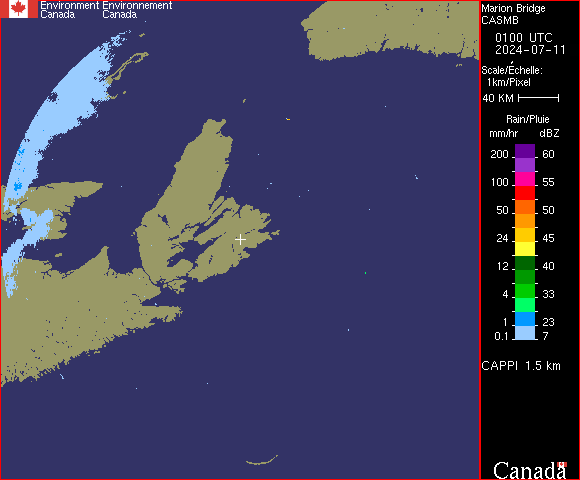 Environment Environnement
Canada Canada
Marion Bridge
CASMB
0100 UTC
2024-07-11
Scale/Échelle:
1km/Pixel
40 KM
Rain/Pluie
mm/hr dBZ
200 60
100 55
50 50
24 45
12 40
4 33
1 23
0.1 7
CAPPI 1.5 km
Canada